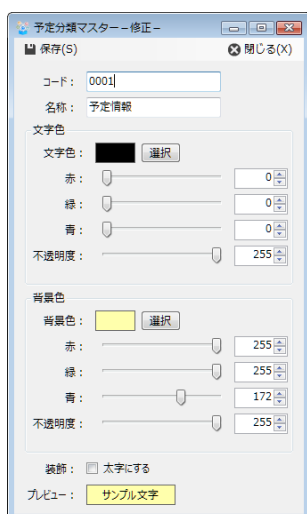 予定分類マスター－修正－
保存(S) 閉じる(X)
コード： 0001
名称： 予定情報
文字色
文字色： 選択
赤： 0
緑： 0
青： 0
不透明度： 255
背景色
背景色： 選択
赤： 255
緑： 255
青： 172
不透明度： 255
装飾： 太字にする
プレビュー： サンプル文字